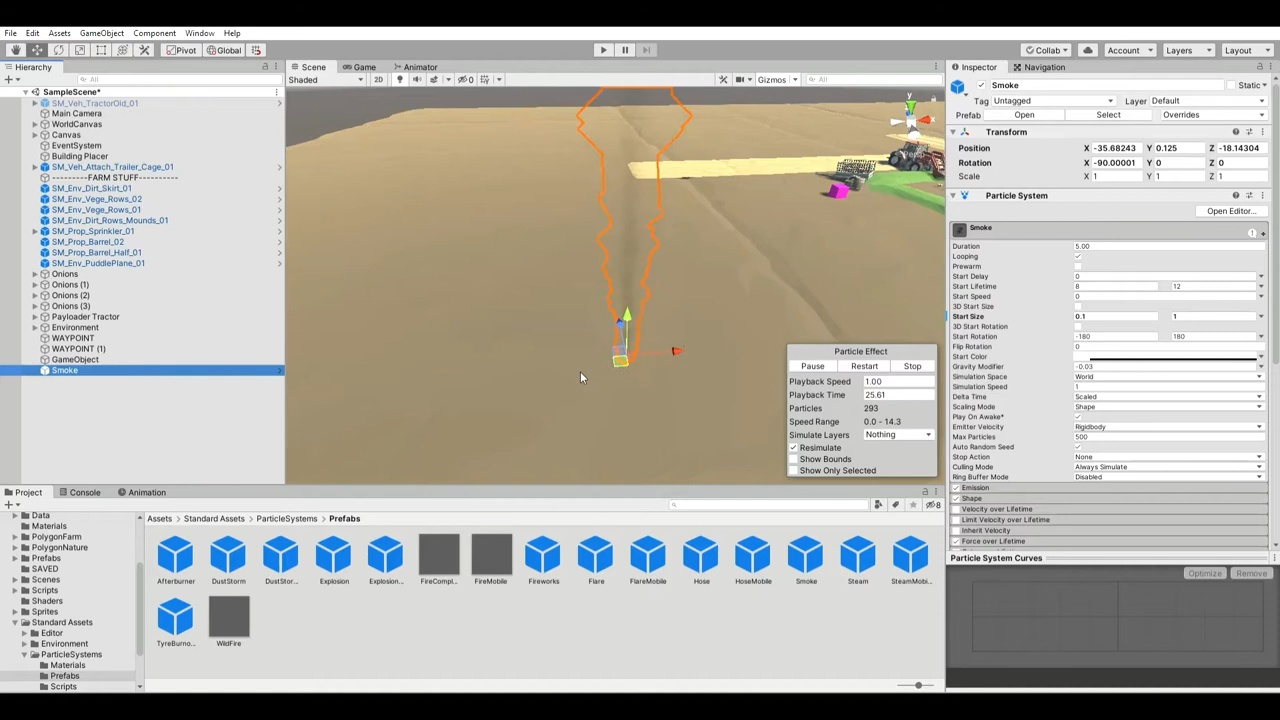 File Edit Assets GameObject Component Window Help
Pivot Global Collab Account Layers Layout
Hierarchy
All
SampleScene*
SM_Veh_TractorOld_01
Main Camera
WorldCanvas
Canvas
EventSystem
Building Placer
SM_Veh_Attach_Trailer_Cage_01
---------FARM STUFF----------
SM_Env_Dirt_Skirt_01
SM_Env_Vege_Rows_02
SM_Env_Vege_Rows_01
SM_Env_Dirt_Rows_Mounds_01
SM_Prop_Sprinkler_01
SM_Prop_Barrel_02
SM_Prop_Barrel_Half_01
SM_Env_PuddlePlane_01
Onions
Onions (1)
Onions (2)
Onions (3)
Payloader Tractor
Environment
WAYPOINT
WAYPOINT (1)
GameObject
Smoke
Scene Game Animator
Shaded 2D 0 Gizmos All
y
x
Persp
Particle Effect
Pause Restart Stop
Playback Speed 1.00
Playback Time 25.61
Particles 293
Speed Range 0.0 - 14.3
Simulate Layers Nothing
Resimulate
Show Bounds
Show Only Selected
Inspector Navigation
Smoke Static
Tag Untagged Layer Default
Prefab Open Select Overrides
Transform
Position X -35.68243 Y 0.125 Z -18.14304
Rotation X -90.00001 Y 0 Z 0
Scale X 1 Y 1 Z 1
Particle System
Open Editor...
Smoke
Duration 5.00
Looping
Prewarm
Start Delay 0
Start Lifetime 8 12
Start Speed 0
3D Start Size
Start Size 0.1 1
3D Start Rotation
Start Rotation -180 180
Flip Rotation 0
Start Color
Gravity Modifier -0.03
Simulation Space World
Simulation Speed 1
Delta Time Scaled
Scaling Mode Shape
Play On Awake*
Emitter Velocity Rigidbody
Max Particles 500
Auto Random Seed
Stop Action None
Culling Mode Always Simulate
Ring Buffer Mode Disabled
Emission
Shape
Velocity over Lifetime
Limit Velocity over Lifetime
Inherit Velocity
Force over Lifetime
Particle System Curves
Optimize Remove
Project Console Animation
8
Data
Materials
PolygonFarm
PolygonNature
Prefabs
SAVED
Scenes
Scripts
Shaders
Sprites
Standard Assets
Editor
Environment
ParticleSystems
Materials
Prefabs
Scripts
Assets Standard Assets ParticleSystems Prefabs
Afterburner DustStorm DustStor... Explosion Explosion... FireCompl... FireMobile Fireworks Flare FlareMobile Hose HoseMobile Smoke Steam SteamMobi...
TyreBurno... WildFire